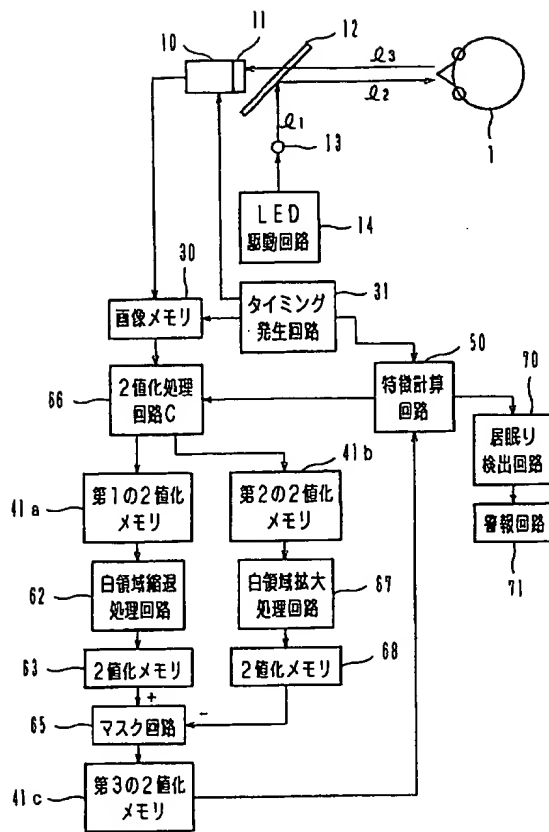 10
11
12
ℓ3
ℓ2
ℓ1
13
1
LED
駆動回路
14
30
31
画像メモリ
タイミング
発生回路
50
70
66
2値化処理
回路C
特徴計算
回路
居眠り
検出回路
41b
41a
第1の2値化
メモリ
第2の2値化
メモリ
警報回路
71
62
白領域縮退
処理回路
白領域拡大
処理回路
67
63
2値化メモリ
2値化メモリ
68
+
-
65
マスク回路
41c
第3の2値化
メモリ